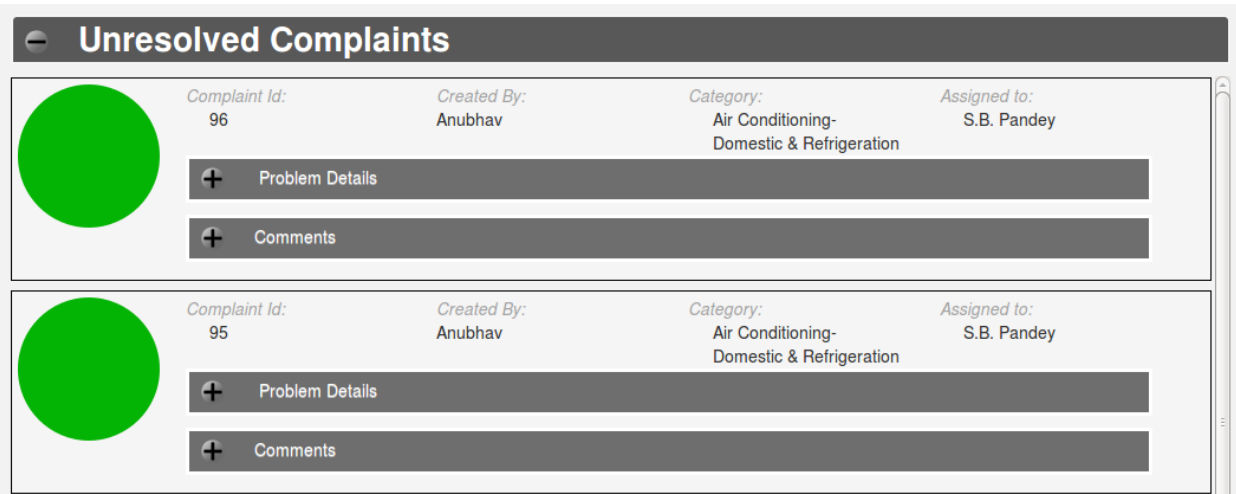 Unresolved Complaints
Complaint Id: Created By: Category: Assigned to:
96 Anubhav Air Conditioning- S.B. Pandey
Domestic & Refrigeration
Problem Details
Comments
Complaint Id: Created By: Category: Assigned to:
95 Anubhav Air Conditioning- S.B. Pandey
Domestic & Refrigeration
Problem Details
Comments